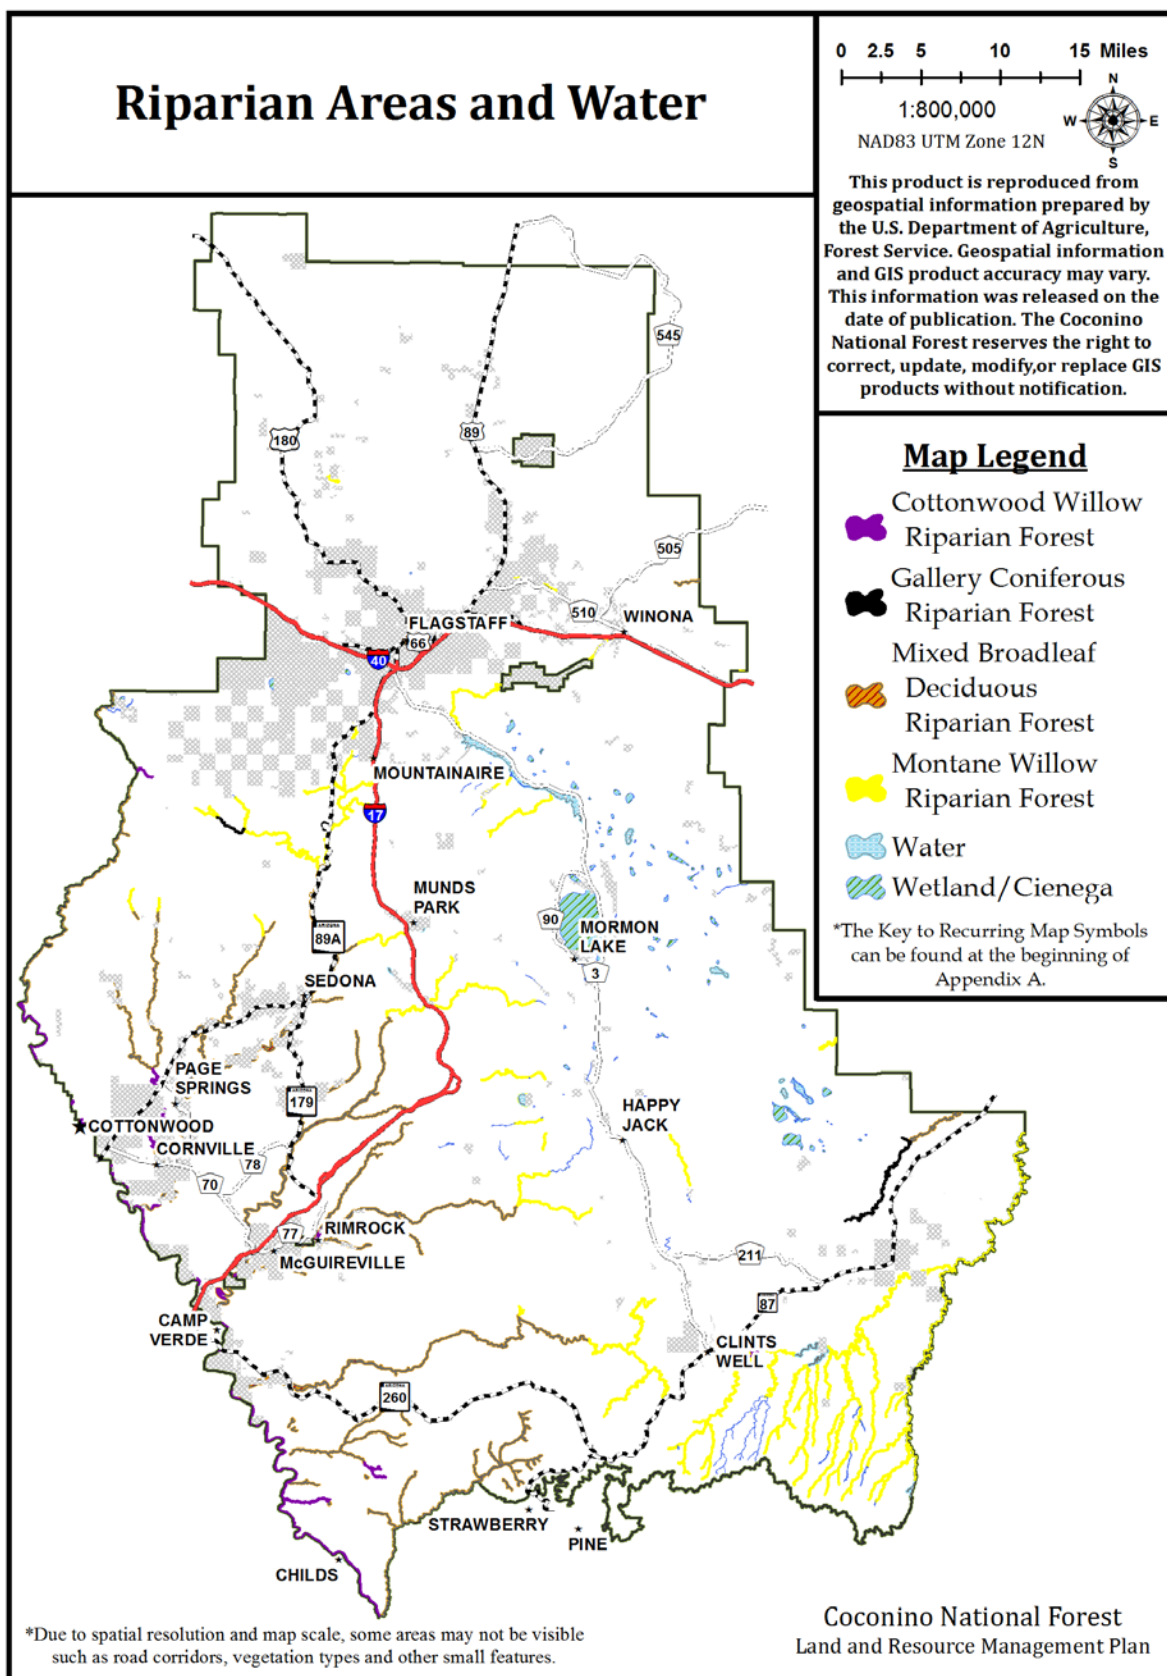 Riparian Areas and Water
0 2.5 5 10 15 Miles
1:800,000
NAD83 UTM Zone 12N
N
W E
S
This product is reproduced from
geospatial information prepared by
the U.S. Department of Agriculture,
Forest Service. Geospatial information
and GIS product accuracy may vary.
This information was released on the
date of publication. The Coconino
National Forest reserves the right to
correct, update, modify,or replace GIS
products without notification.
Map Legend
Cottonwood Willow
Riparian Forest
Gallery Coniferous
Riparian Forest
Mixed Broadleaf
Deciduous
Riparian Forest
Montane Willow
Riparian Forest
Water
Wetland/Cienega
*The Key to Recurring Map Symbols
can be found at the beginning of
Appendix A.
545
180
89
505
510
WINONA
FLAGSTAFF
66
40
MOUNTAINAIRE
17
MUNDS
PARK
90
MORMON
LAKE
ARIZONA
89A
3
SEDONA
PAGE
SPRINGS
ARIZONA
179
HAPPY
JACK
COTTONWOOD
CORNVILLE
78
70
77
RIMROCK
McGUIREVILLE
211
87
CAMP
VERDE
CLINTS
WELL
ARIZONA
260
STRAWBERRY
PINE
CHILDS
*Due to spatial resolution and map scale, some areas may not be visible
such as road corridors, vegetation types and other small features.
Coconino National Forest
Land and Resource Management Plan